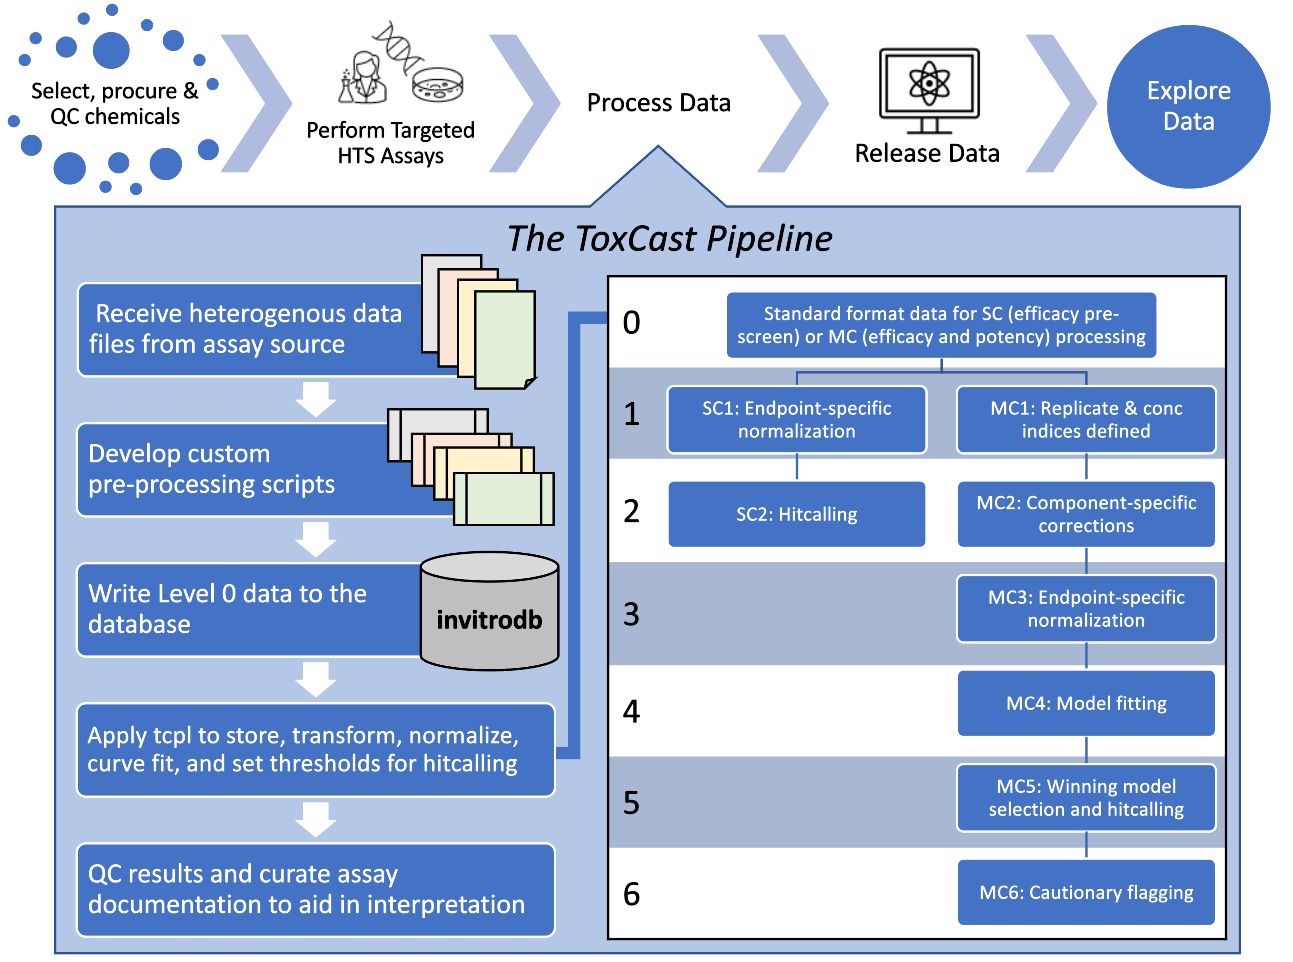 Select, procure &
QC chemicals
Perform Targeted
HTS Assays
Process Data
Release Data
Explore
Data
The ToxCast Pipeline
Receive heterogenous data
files from assay source
Develop custom
pre-processing scripts
Write Level 0 data to the
database
invitrodb
Apply tcpl to store, transform, normalize,
curve fit, and set thresholds for hitcalling
QC results and curate assay
documentation to aid in interpretation
0
Standard format data for SC (efficacy pre-
screen) or MC (efficacy and potency) processing
1
SC1: Endpoint-specific
normalization
MC1: Replicate & conc
indices defined
2
SC2: Hitcalling
MC2: Component-specific
corrections
3
MC3: Endpoint-specific
normalization
4
MC4: Model fitting
5
MC5: Winning model
selection and hitcalling
6
MC6: Cautionary flagging